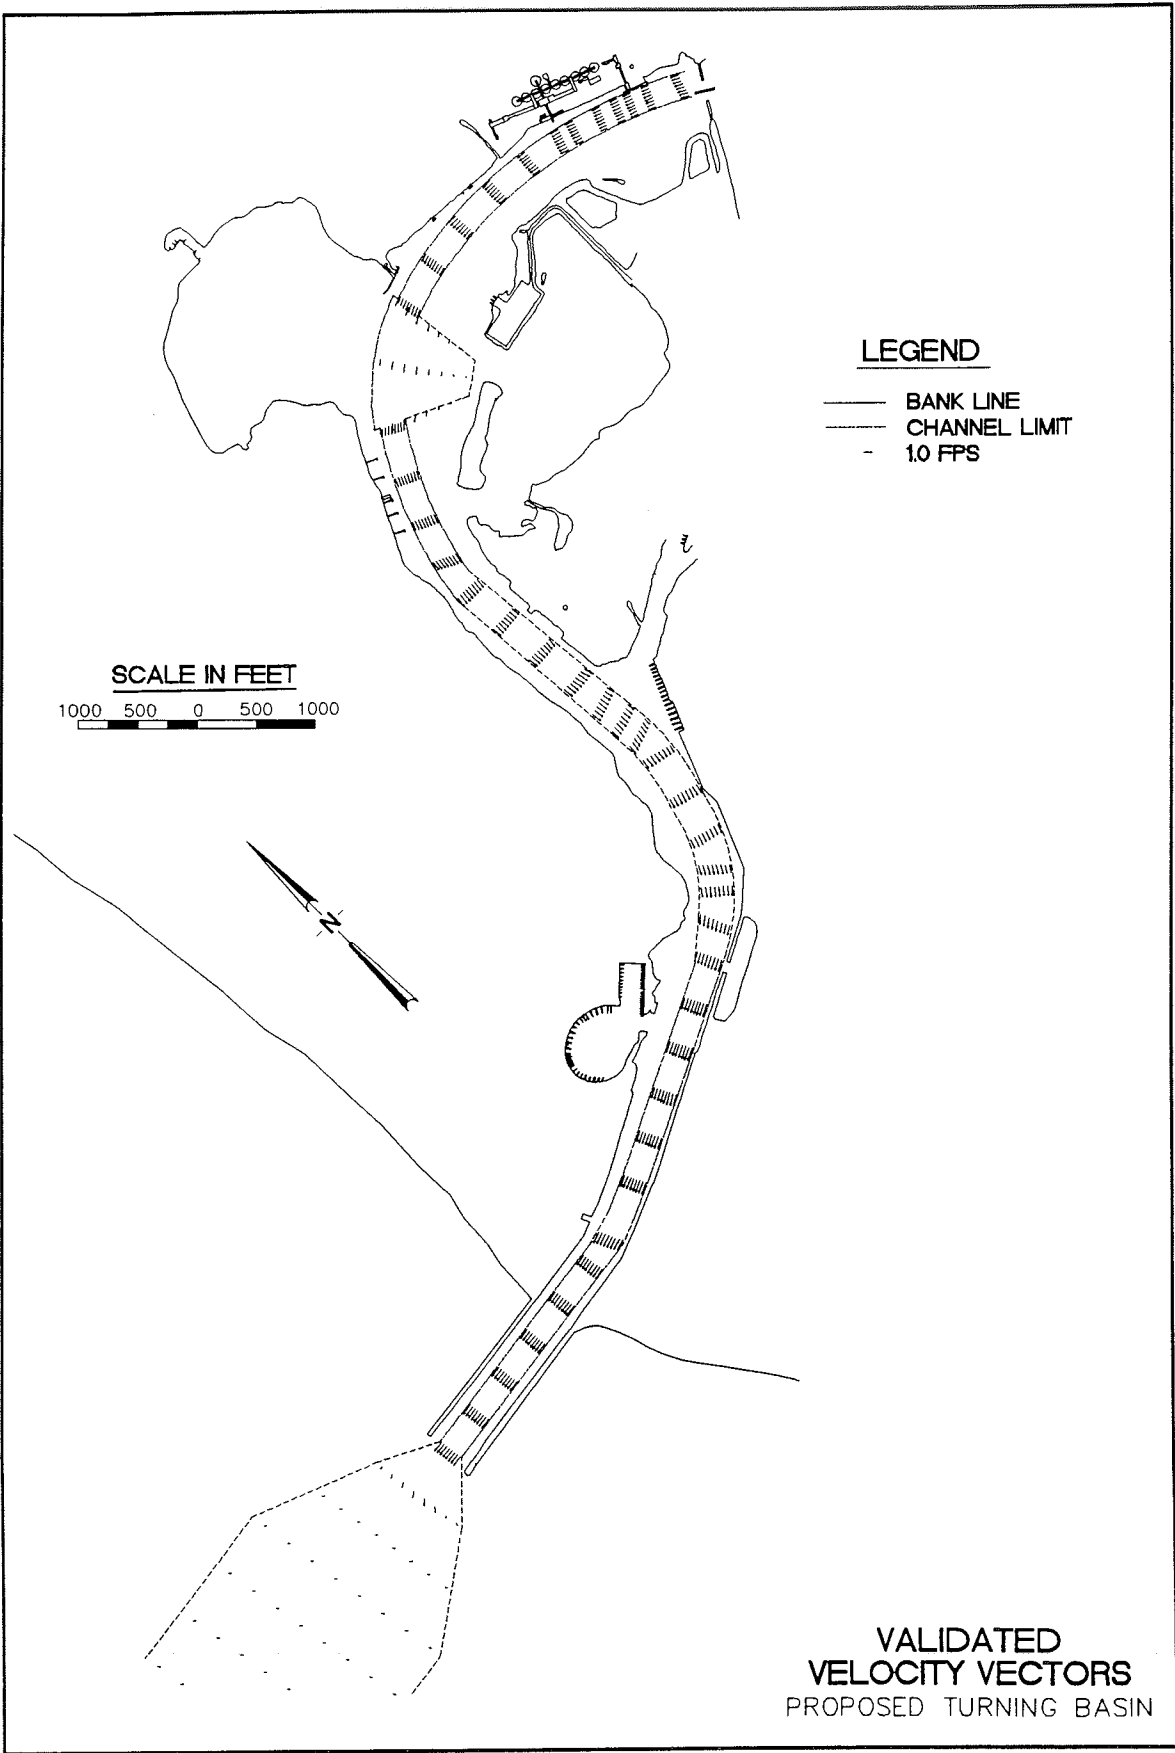 LEGEND
BANK LINE
CHANNEL LIMIT
1.0 FPS
SCALE IN FEET
1000 500 0 500 1000
N
VALIDATED
VELOCITY VECTORS
PROPOSED TURNING BASIN